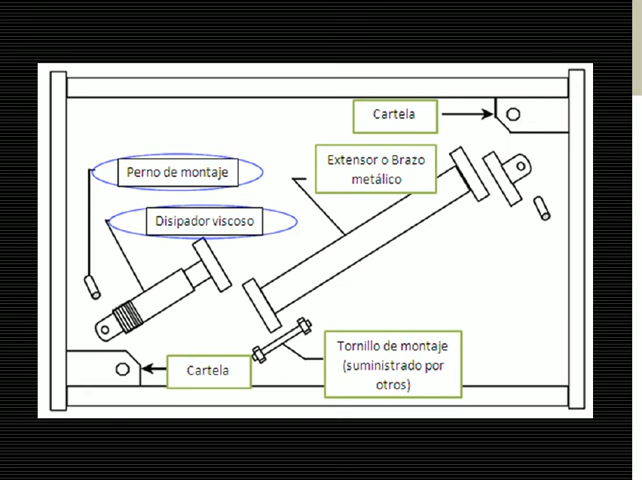 Cartela
Extensor o Brazo
metálico
Perno de montaje
Disipador viscoso
Tornillo de montaje
(suministrado por
otros)
Cartela